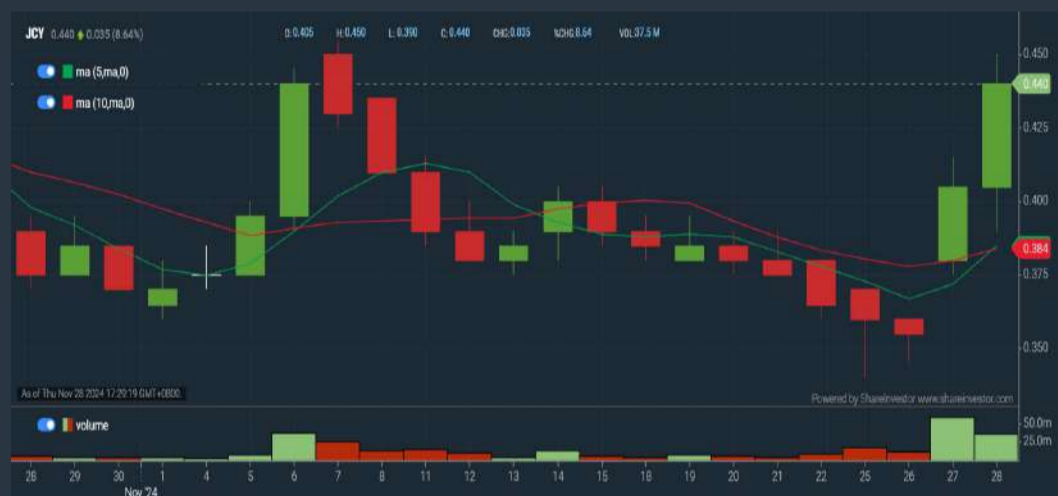 JCY 0.440 0.035 (8.64%) O: 0.405 H: 0.450 L: 0.390 C: 0.440 CHG: 0.035 %CHG: 8.64 VOL: 37.5 M
ma (5,ma,0)
ma (10,ma,0)
0.450
0.440
0.425
0.400
0.384
0.375
0.350
As of Thu Nov 28 2024 17:29:19 GMT+0800.
Powered by ShareInvestor www.shareinvestor.com
volume
50.0m
25.0m
28 29 30 1 4 5 6 7 8 11 12 13 14 15 18 19 20 21 22 25 26 27 28
Nov '24